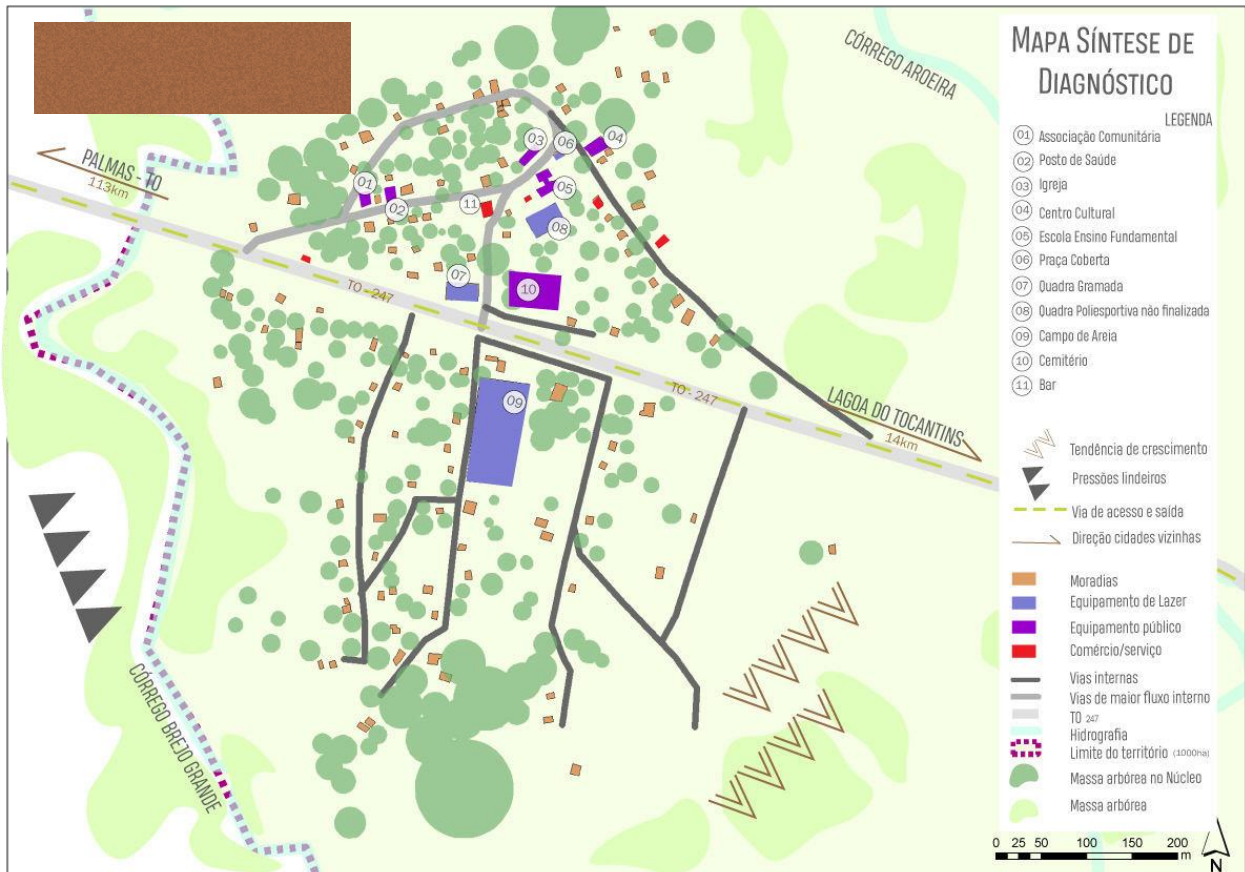 MAPA SÍNTESE DE
DIAGNÓSTICO
LEGENDA
01 Associação Comunitária
02 Posto de Saúde
03 Igreja
04 Centro Cultural
05 Escola Ensino Fundamental
06 Praça Coberta
07 Quadra Gramada
08 Quadra Poliesportiva não finalizada
09 Campo de Areia
10 Cemitério
11 Bar
Tendência de crescimento
Pressões lindeiros
Via de acesso e saída
Direção cidades vizinhas
Moradias
Equipamento de Lazer
Equipamento público
Comércio/serviço
Vias internas
Vias de maior fluxo interno
TO 247
Hidrografia
Limite do território (1000ha)
Massa arbórea no Núcleo
Massa arbórea
0 25 50 100 150 200
m
N
CÓRREGO AROEIRA
PALMAS - TO
113km
03
06
04
01
02
11
05
08
07
10
TO - 247
TO - 247
09
LAGOA DO TOCANTINS
14km
CÓRREGO BREJO GRANDE